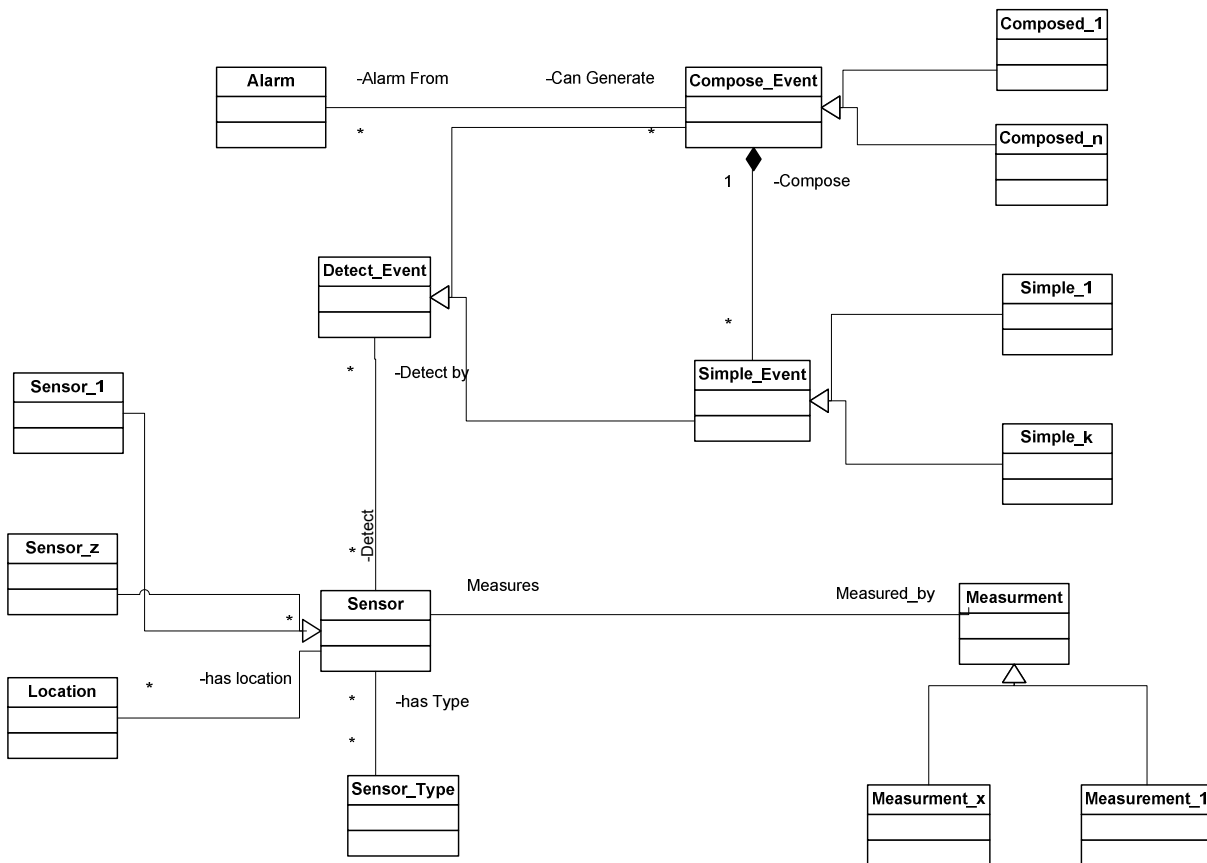 Composed_1
Alarm
-Alarm From
-Can Generate
Compose_Event
*
*
Composed_n
1
-Compose
Detect_Event
Simple_1
*
*
-Detect by
Simple_Event
Sensor_1
Simple_k
-Detect
*
Sensor_z
Sensor
Measures
Measured_by
Measurment
*
Location
*
-has location
*
-has Type
*
Sensor_Type
Measurment_x
Measurement_1